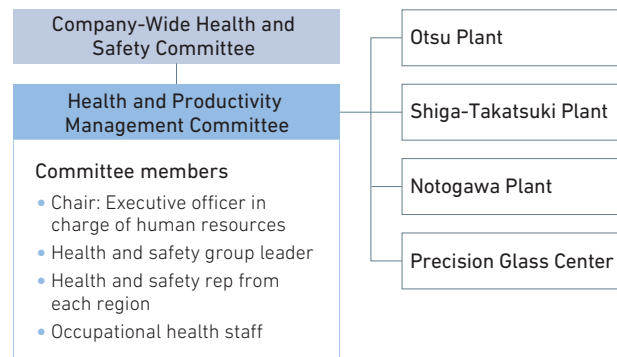 Company-Wide Health and
Safety Committee
Health and Productivity
Management Committee
Committee members
• Chair: Executive officer in
charge of human resources
• Health and safety group leader
• Health and safety rep from
each region
• Occupational health staff
Otsu Plant
Shiga-Takatsuki Plant
Notogawa Plant
Precision Glass Center